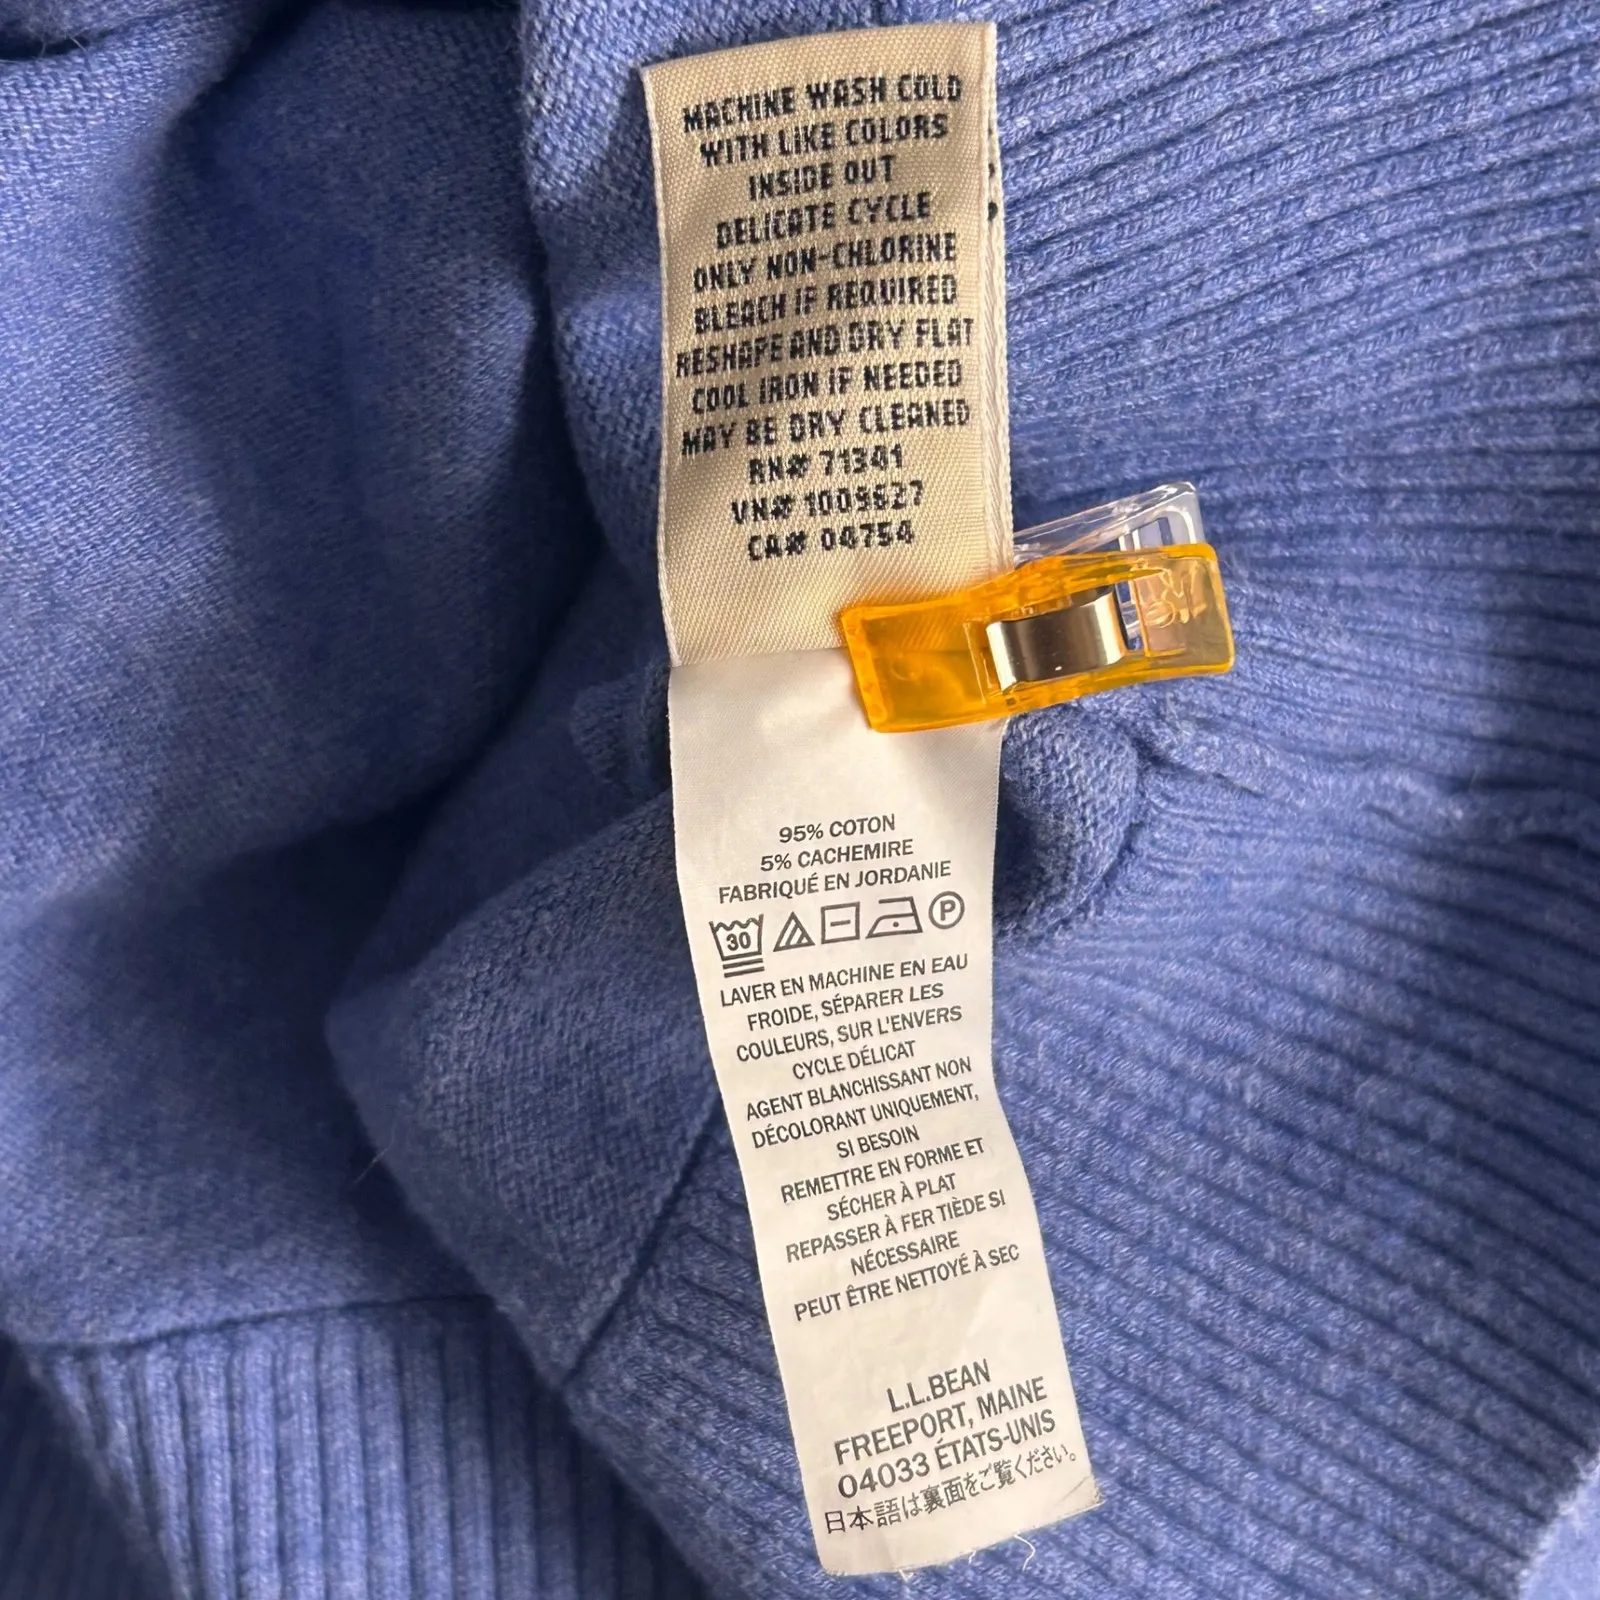 MACHINE WASH COLD
WITH LIKE COLORS
INSIDE OUT
DELICATE CYCLE
ONLY NON-CHLORINE
BLEACH IF REQUIRED
RESHAPE AND DRY FLAT
COOL IRON IF NEEDED
MAY BE DRY CLEANED
RN# 71341
VN# 1009627
CA# 04754
95% COTON
5% CACHEMIRE
FABRIQUÉ EN JORDANIE
30 P
LAVER EN MACHINE EN EAU
FROIDE, SÉPARER LES
COULEURS, SUR L'ENVERS
CYCLE DÉLICAT
AGENT BLANCHISSANT NON
DÉCOLORANT UNIQUEMENT,
SI BESOIN
REMETTRE EN FORME ET
SÉCHER À PLAT
REPASSER À FER TIÈDE SI
NÉCESSAIRE
PEUT ÊTRE NETTOYÉ À SEC
L.L.BEAN
FREEPORT, MAINE
04033 ÉTATS-UNIS
日本語は裏面をご覧ください。